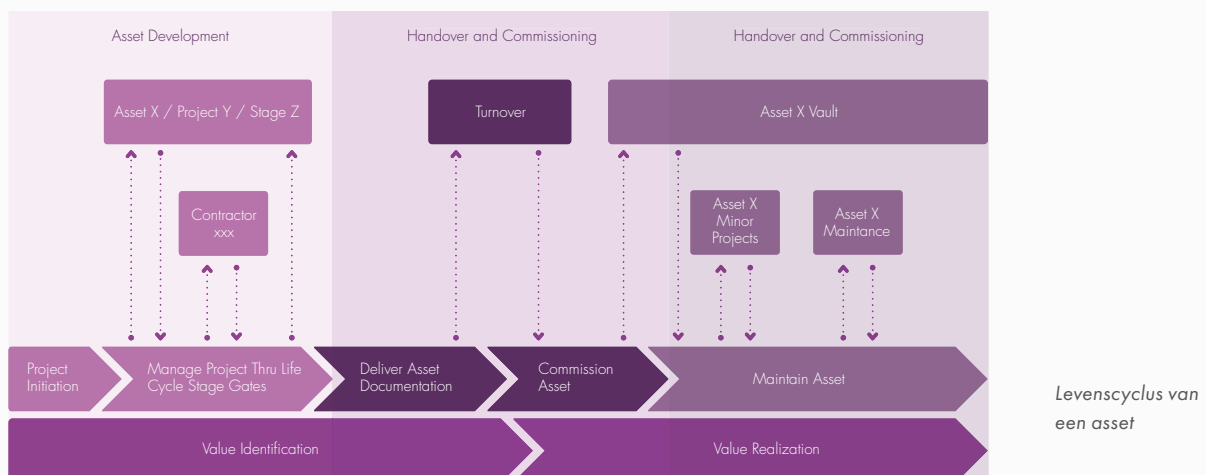 Asset Development
Handover and Commissioning
Handover and Commissioning
Asset X / Project Y / Stage Z
Turnover
Asset X Vault
Contractor
xxx
Asset X
Minor
Projects
Asset X
Maintance
Project
Initiation
Manage Project Thru Life
Cycle Stage Gates
Deliver Asset
Documentation
Commission
Asset
Maintain Asset
Value Identification
Value Realization
Levenscyclus van
een asset